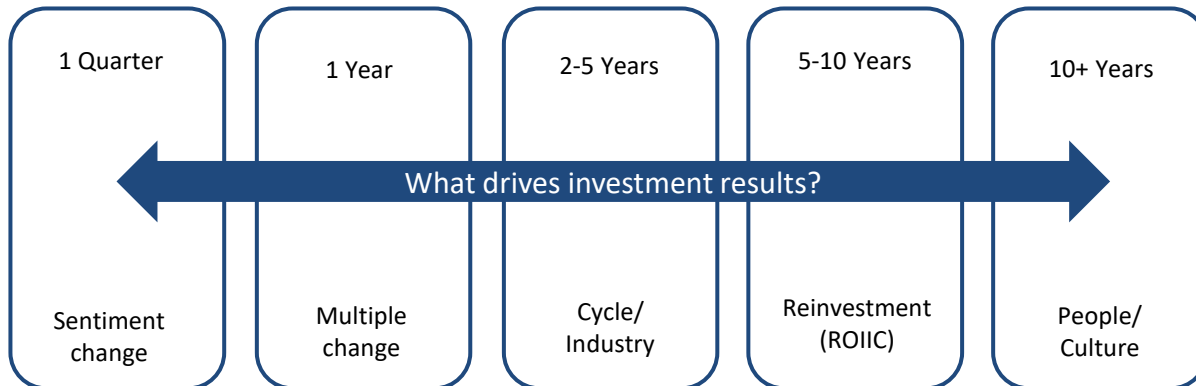 1 Quarter
1 Year
2-5 Years
5-10 Years
10+ Years
What drives investment results?
Sentiment
change
Multiple
change
Cycle/
Industry
Reinvestment
(ROIIC)
People/
Culture